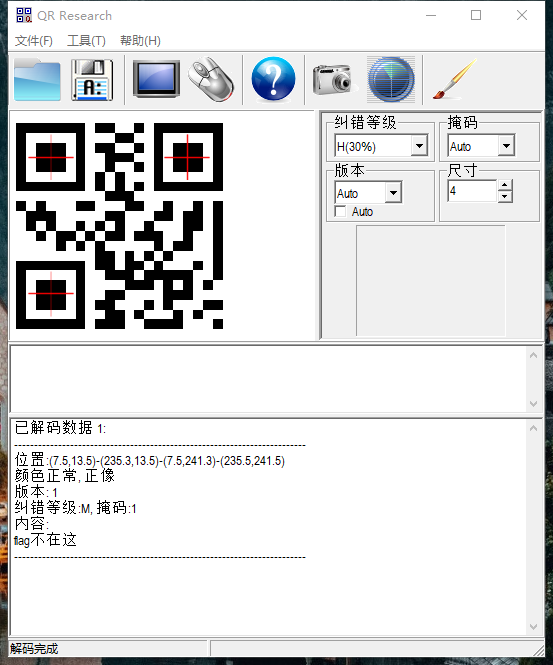 QR Research
文件(F) 工具(T) 帮助(H)
A:
纠错等级 掩码
H(30%) Auto
版本 尺寸
Auto 4
Auto
已解码数据 1:
------------------------------------------------------------------------
位置:(7.5,13.5)-(235.3,13.5)-(7.5,241.3)-(235.5,241.5)
颜色正常, 正像
版本: 1
纠错等级:M, 掩码:1
内容:
flag不在这
------------------------------------------------------------------------
解码完成